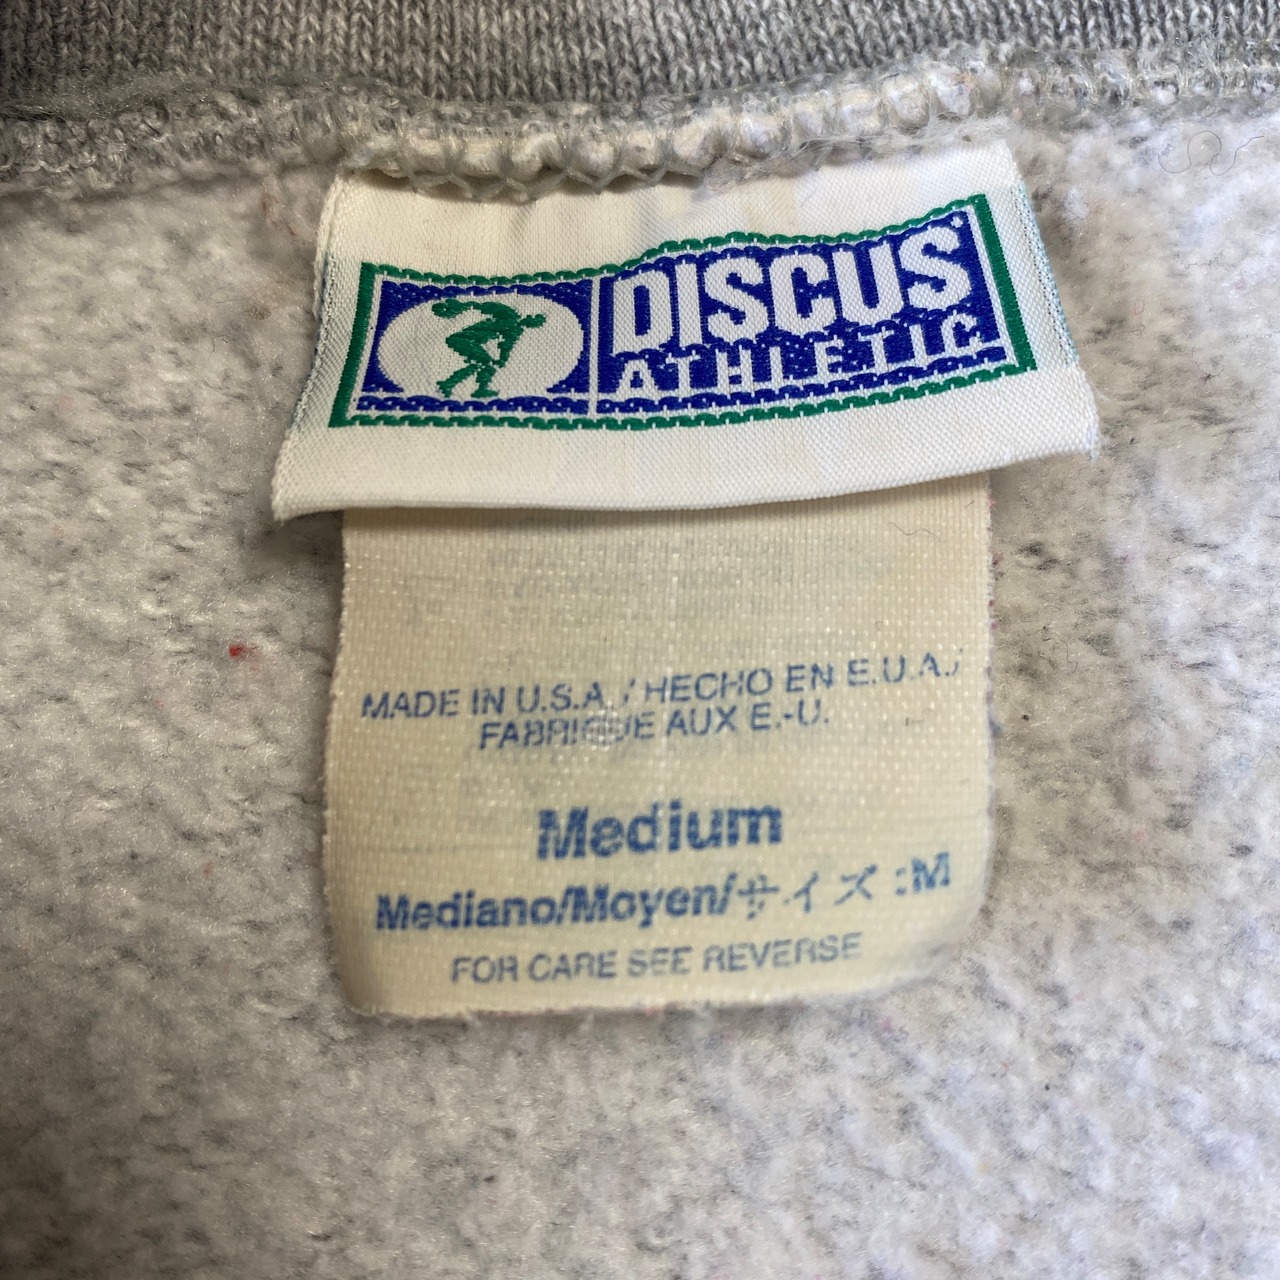 DISCUS
ATHLETIC
MADE IN U.S.A./HECHO EN E.U.A./
FABRIQUE AUX E.-U.
Medium
Mediano/Moyen/サイズ:M
FOR CARE SEE REVERSE